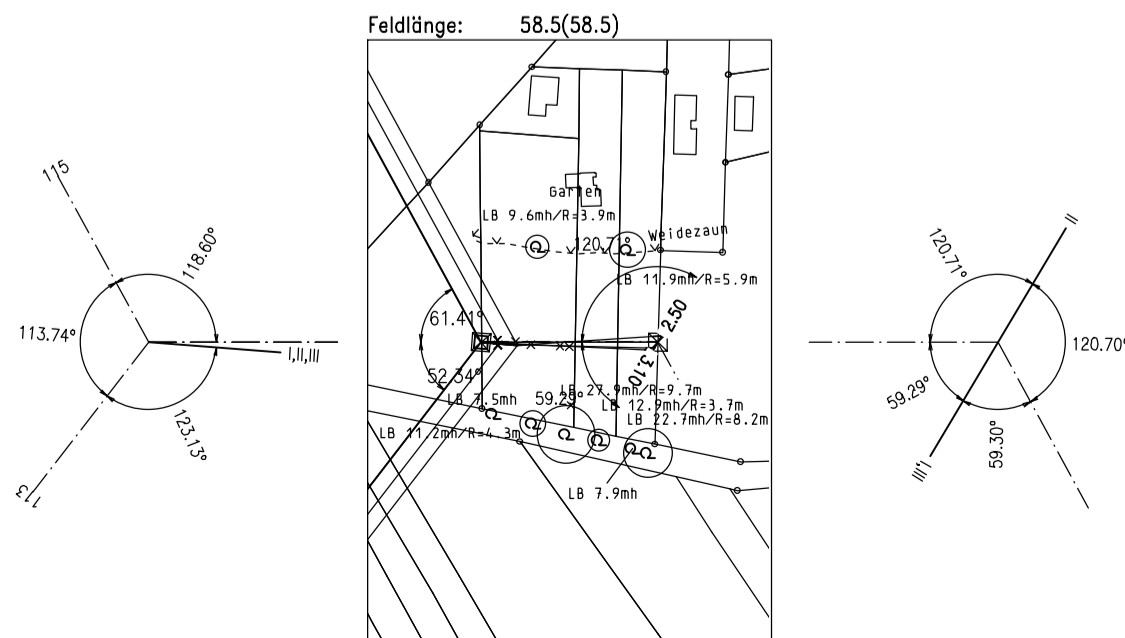 Feldlänge: 58.5(58.5)
115
118.60°
113.74°
I,II,III
123.13°
113
Garten
LB 9.6mh/R=3.9m
120.71°
Weidezaun
LB 11.9mh/R=5.9m
61.41°
2.50
3.10
52.34°
LB 27.9mh/R=9.7m
LB 7.5mh
59.29°
LB 12.9mh/R=3.7m
LB 22.7mh/R=8.2m
LB 11.2mh/R=4.3m
LB 7.9mh
II
120.71°
120.70°
59.29°
59.30°
III,I